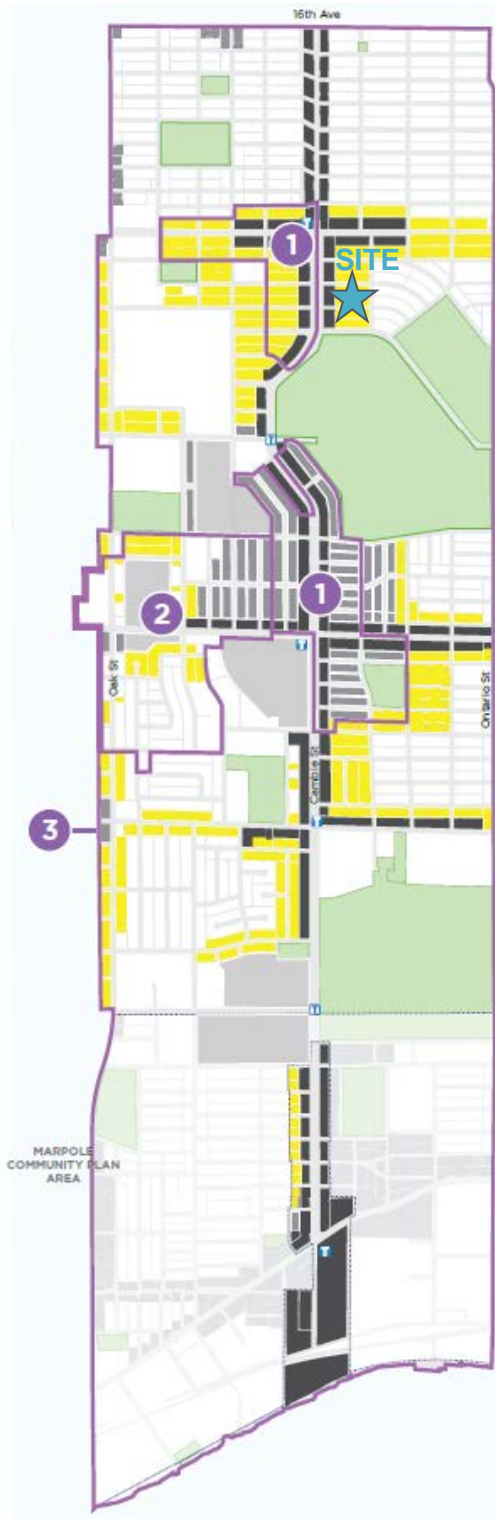 16th Ave
T
1
SITE
T
1
2
T
Oak St
Ontario St
Cambie St
3
T
T
MARPOLE
COMMUNITY PLAN
AREA
T